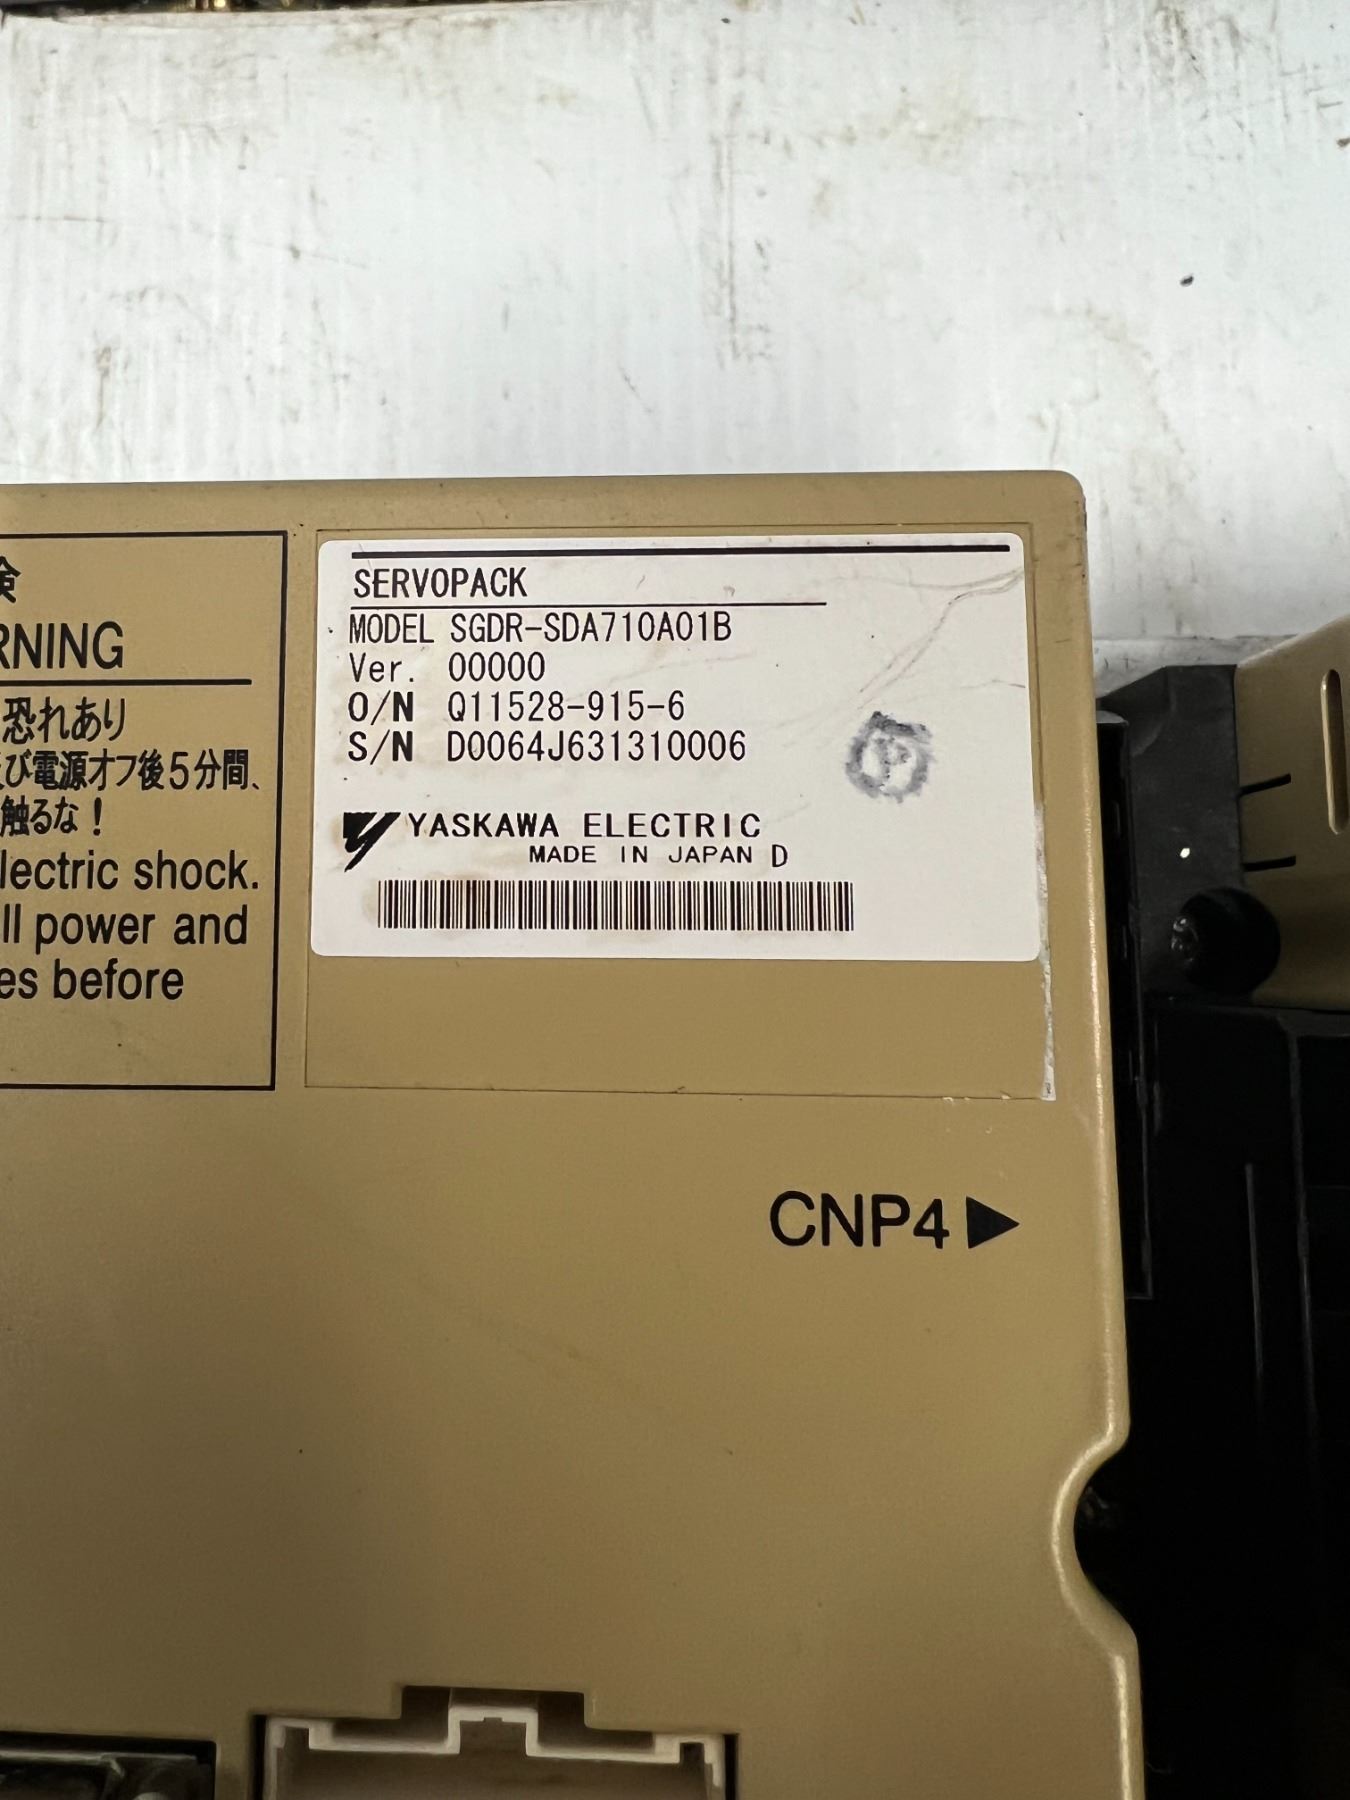 険
RNING
恐れあり
び電源オフ後5分間、
触るな!
lectric shock.
ll power and
es before
SERVOPACK
MODEL SGDR-SDA710A01B
Ver. 00000
O/N Q11528-915-6
S/N D0064J631310006
P
YASKAWA ELECTRIC
MADE IN JAPAN D
CNP4